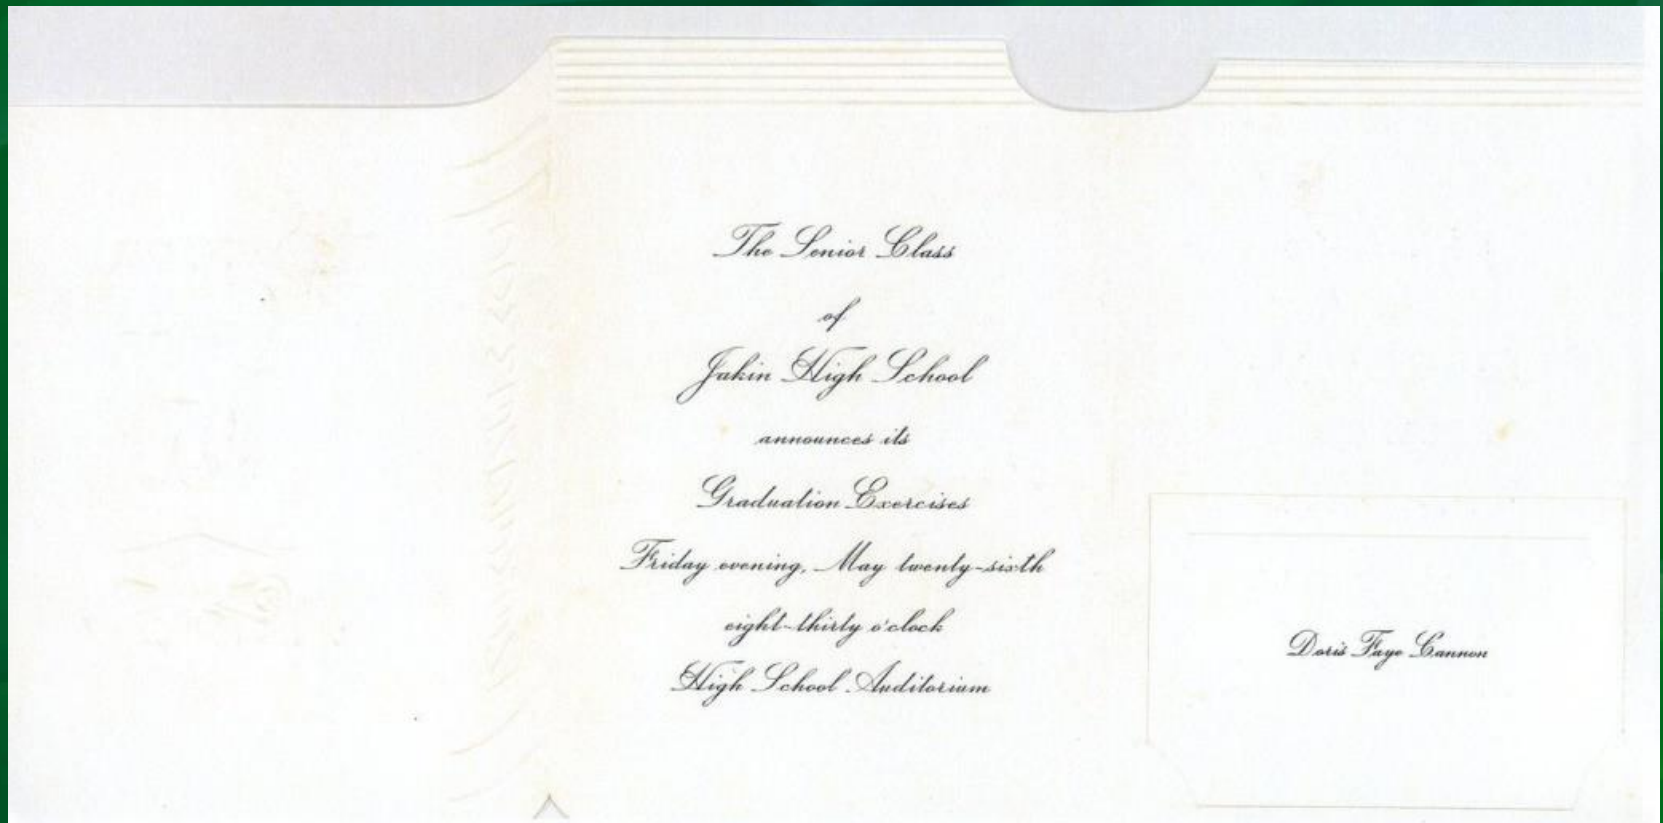 The Senior Class
of
Jakin High School
announces its
Graduation Exercises
Friday evening, May twenty-sixth
eight-thirty o'clock
High School Auditorium
Doris Faye Cannon